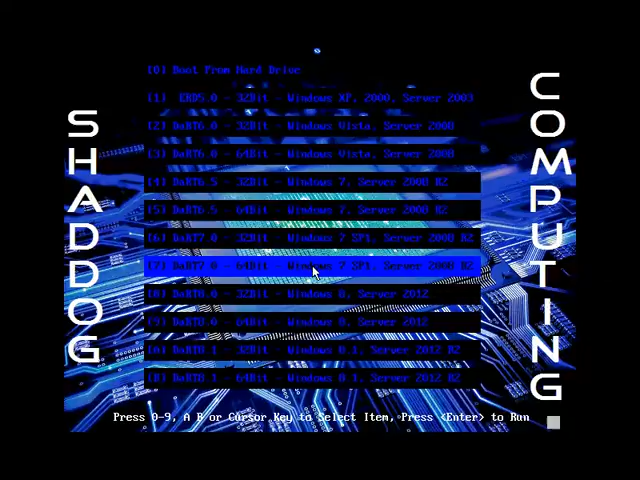 SHADDOG
COMPUTING
[0] Boot From Hard Drive
[1] ERD5.0 - 32Bit - Windows XP, 2000, Server 2003
[2] DaRT6.0 - 32Bit - Windows Vista, Server 2008
[3] DaRT6.0 - 64Bit - Windows Vista, Server 2008
[4] DaRT6.5 - 32Bit - Windows 7, Server 2008 R2
[5] DaRT6.5 - 64Bit - Windows 7, Server 2008 R2
[6] DaRT7.0 - 32Bit - Windows 7 SP1, Server 2008 R2
[7] DaRT7.0 - 64Bit - Windows 7 SP1, Server 2008 R2
[8] DaRT8.0 - 32Bit - Windows 8, Server 2012
[9] DaRT8.0 - 64Bit - Windows 8, Server 2012
[A] DaRT8.1 - 32Bit - Windows 8.1, Server 2012 R2
[B] DaRT8.1 - 64Bit - Windows 8.1, Server 2012 R2
Press 0-9, A B or Cursor Key to Select Item, Press <Enter> to Run